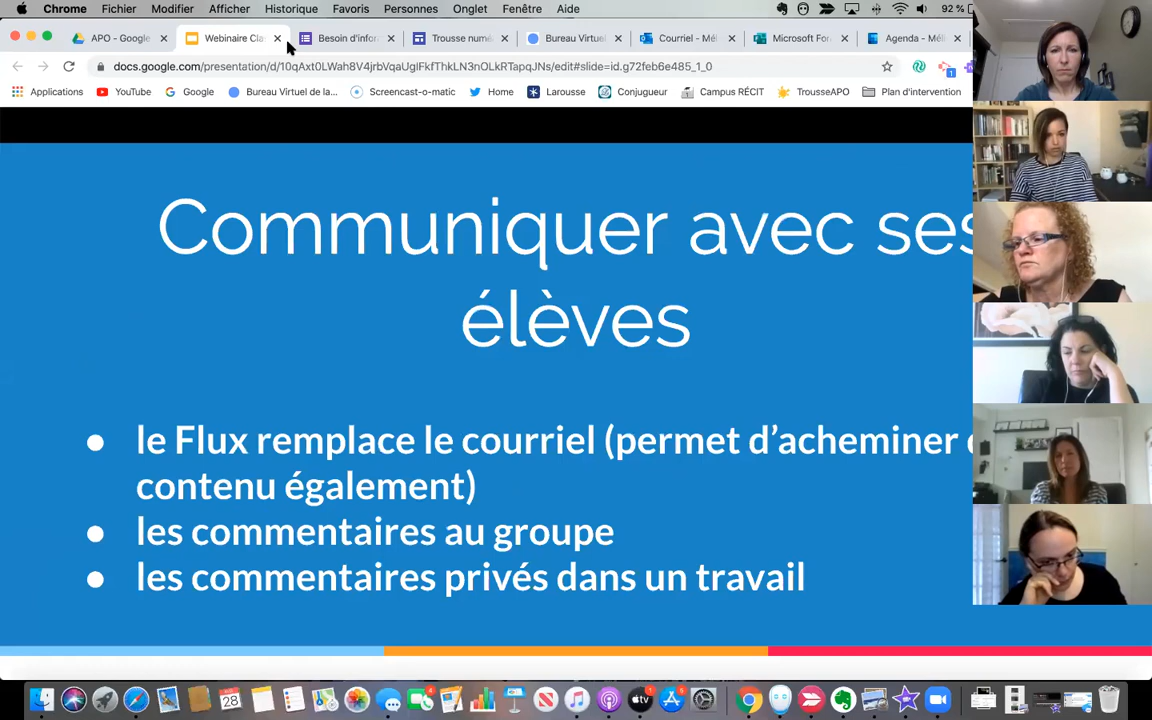 Chrome Fichier Modifier Afficher Historique Favoris Personnes Onglet Fenêtre Aide 92 %
APO - Google Webinaire Cla Besoin d'infor Trousse numé Bureau Virtuel Courriel - Mél Microsoft For Agenda - Méli
docs.google.com/presentation/d/10qAxt0LWah8V4jrbVqaUglFkfThkLN3nOLkRTapqJNs/edit#slide=id.g72feb6e485_1_0
Applications YouTube Google Bureau Virtuel de la... Screencast-o-matic Home Larousse Conjugueur Campus RÉCIT TrousseAPO Plan d'intervention
Communiquer avec ses
élèves
● le Flux remplace le courriel (permet d'acheminer
contenu également)
● les commentaires au groupe
● les commentaires privés dans un travail